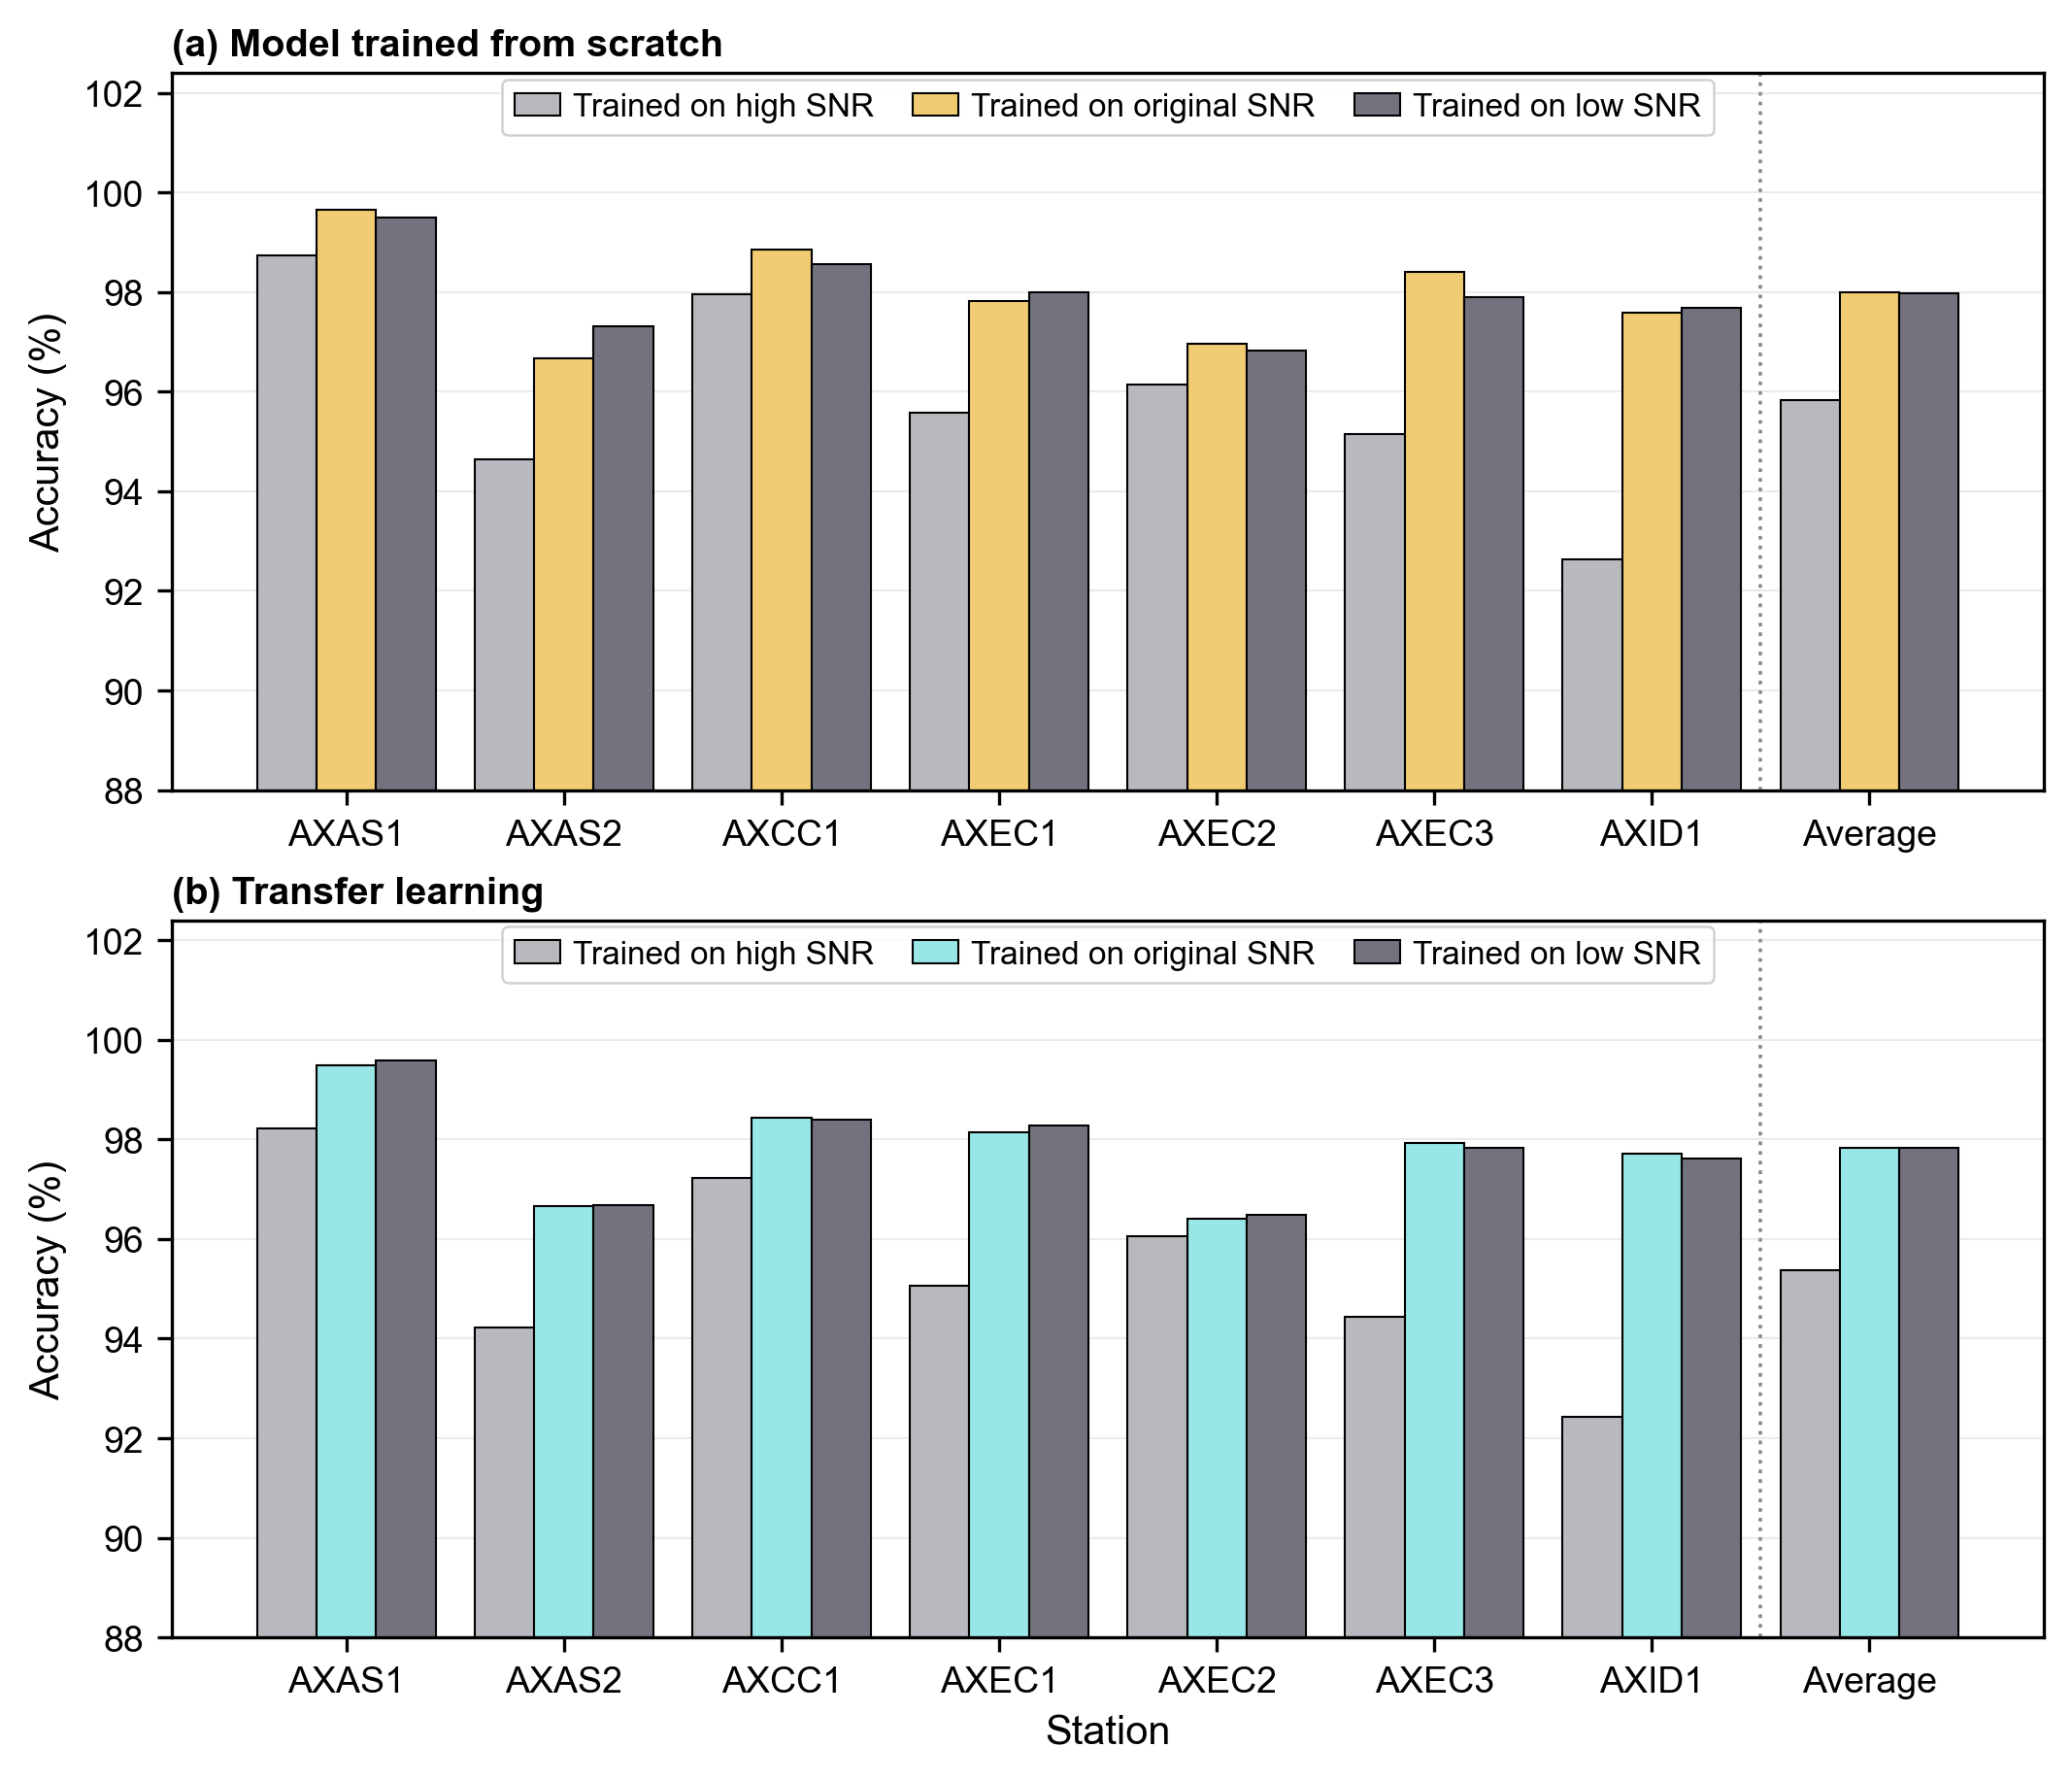 (a) Model trained from scratch
Trained on high SNR Trained on original SNR Trained on low SNR
102
100
98
96
94
92
90
88
Accuracy (%)
AXAS1 AXAS2 AXCC1 AXEC1 AXEC2 AXEC3 AXID1 Average
(b) Transfer learning
Trained on high SNR Trained on original SNR Trained on low SNR
102
100
98
96
94
92
90
88
Accuracy (%)
AXAS1 AXAS2 AXCC1 AXEC1 AXEC2 AXEC3 AXID1 Average
Station